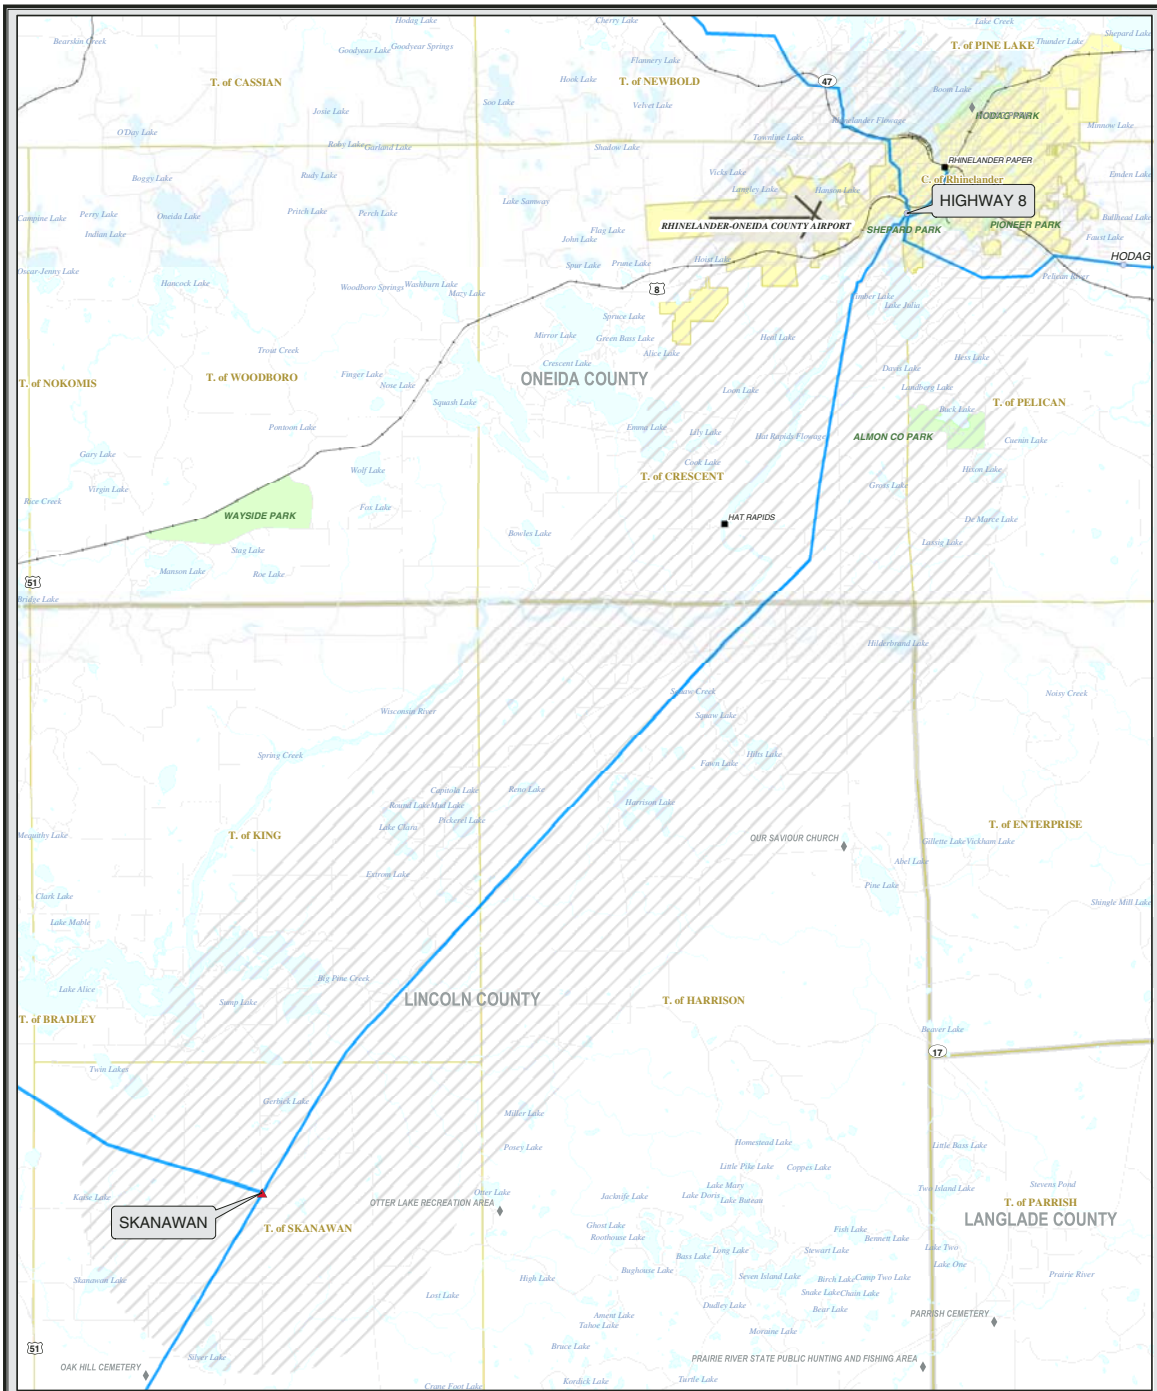 Hodag Lake
Cherry Lake
Lake Creek
Shepard Lake
Bearskin Creek
Goodyear Lake
Goodyear Springs
T. of PINE LAKE
Thunder Lake
Flannery Lake
T. of CASSIAN
Hook Lake
T. of NEWBOLD
47
Boom Lake
Soo Lake
Velvet Lake
HODAG PARK
Josie Lake
Rhinelander Flowage
Minnow Lake
O'Day Lake
Townline Lake
Roby Lake
Garland Lake
Shadow Lake
RHINELANDER PAPER
Boggy Lake
Rudy Lake
Vicks Lake
Emden Lake
C. of Rhinelander
Langley Lake
Hanson Lake
HIGHWAY 8
Lake Samway
Campine Lake
Perry Lake
Oneida Lake
Pritch Lake
Perch Lake
Bullhead Lake
RHINELANDER-ONEIDA COUNTY AIRPORT
SHEPARD PARK
PIONEER PARK
Indian Lake
Flag Lake
John Lake
Faust Lake
HODAG
Oscar-Jenny Lake
Spur Lake
Prune Lake
Hoist Lake
Pelican River
Hancock Lake
Woodboro Springs
Washburn Lake
Mazy Lake
8
Timber Lake
Lake Julia
Spruce Lake
Mirror Lake
Green Bass Lake
Heal Lake
Trout Creek
Alice Lake
Hess Lake
Crescent Lake
Davis Lake
T. of NOKOMIS
T. of WOODBORO
Finger Lake
Nose Lake
ONEIDA COUNTY
Loon Lake
Landberg Lake
Squash Lake
T. of PELICAN
Buck Lake
Pontoon Lake
Emma Lake
Lily Lake
Hat Rapids Flowage
ALMON CO PARK
Cuenin Lake
Gary Lake
Cook Lake
Wolf Lake
T. of CRESCENT
Hixon Lake
Virgin Lake
Gross Lake
Rice Creek
Fox Lake
WAYSIDE PARK
HAT RAPIDS
De Marce Lake
Bowles Lake
Lassig Lake
Stag Lake
Manson Lake
Roe Lake
51
Bridge Lake
Hilderbrand Lake
Squaw Creek
Noisy Creek
Wisconsin River
Squaw Lake
Spring Creek
Hilts Lake
Fawn Lake
Capitola Lake
Reno Lake
Round Lake
Mud Lake
Harrison Lake
Pickerel Lake
Lake Clara
T. of ENTERPRISE
Meguithy Lake
T. of KING
OUR SAVIOUR CHURCH
Gillette Lake
Vickham Lake
Abel Lake
Extrom Lake
Pine Lake
Clark Lake
Shingle Mill Lake
Lake Mable
Big Pine Creek
Lake Alice
Sump Lake
LINCOLN COUNTY
T. of HARRISON
T. of BRADLEY
Beaver Lake
17
Twin Lakes
Gerbick Lake
Miller Lake
Posey Lake
Homestead Lake
Little Bass Lake
Little Pike Lake
Coppes Lake
Katie Lake
Otter Lake
Lake Mary
Two Island Lake
Stevens Pond
OTTER LAKE RECREATION AREA
Jacknife Lake
Lake Doris
Lake Buteau
T. of PARRISH
SKANAWAN
T. of SKANAWAN
Ghost Lake
Fish Lake
LANGLADE COUNTY
Roothouse Lake
Bennett Lake
Bass Lake
Long Lake
Stewart Lake
Lake Two
Skanawan Lake
High Lake
Bughouse Lake
Seven Island Lake
Birch Lake
Camp Two Lake
Lake One
Prairie River
Lost Lake
Snake Lake
Chain Lake
Dudley Lake
Bear Lake
Ament Lake
PARRISH CEMETERY
Tahoe Lake
Moraine Lake
51
Bruce Lake
Silver Lake
OAK HILL CEMETERY
PRAIRIE RIVER STATE PUBLIC HUNTING AND FISHING AREA
Crane Foot Lake
Kordick Lake
Turtle Lake